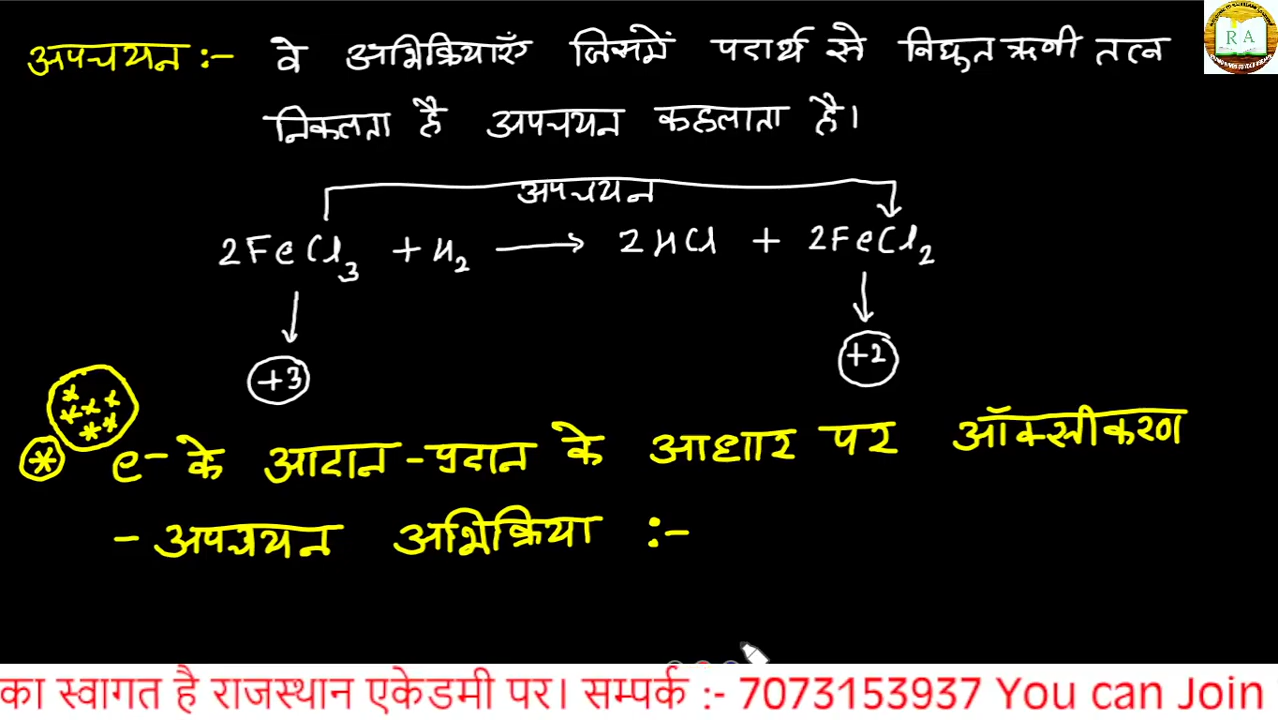 अपचयन :- वे अभिक्रियाएँ जिसमें पदार्थ से विद्युत ऋणी तत्व
निकलता है अपचयन कहलाता है।
अपचयन
2FeCl₃ + H₂ ⟶ 2HCl + 2FeCl₂
+3 +2
e⁻ के आदान-प्रदान के आधार पर ऑक्सीकरण
- अपचयन अभिक्रिया :-
RA
का स्वागत है राजस्थान एकेडमी पर। सम्पर्क :- 7073153937 You can Join